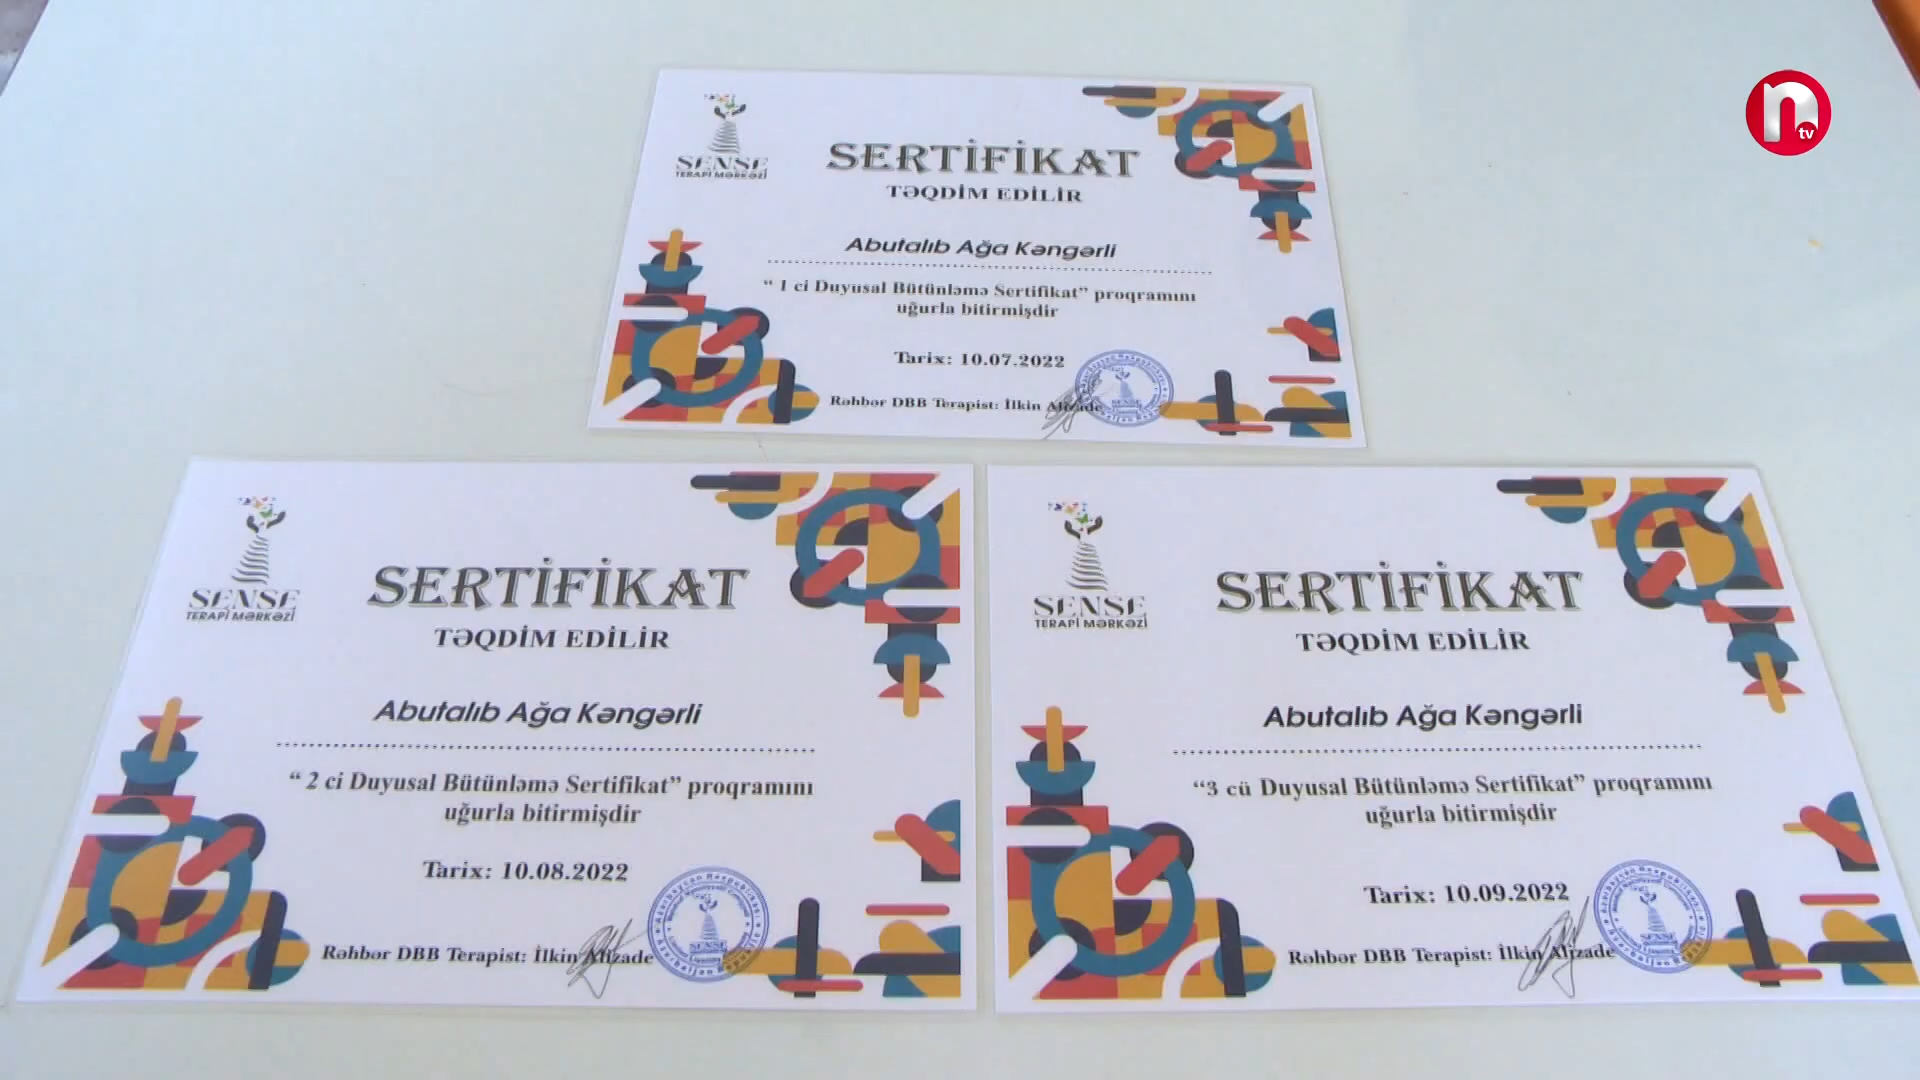 n
tv
SENSE
TERAPİ MƏRKƏZİ
SERTİFİKAT
TƏQDİM EDİLİR
Abutalıb Ağa Kəngərli
“ 1 ci Duyusal Bütünləmə Sertifikat” proqramını
uğurla bitirmişdir
Tarix: 10.07.2022
Rəhbər DBB Terapist: İlkin Alizade
SENSE
TERAPİ MƏRKƏZİ
SERTİFİKAT
TƏQDİM EDİLİR
Abutalıb Ağa Kəngərli
“ 2 ci Duyusal Bütünləmə Sertifikat” proqramını
uğurla bitirmişdir
Tarix: 10.08.2022
Rəhbər DBB Terapist: İlkin Alizade
SENSE
SENSE
TERAPİ MƏRKƏZİ
SERTİFİKAT
TƏQDİM EDİLİR
Abutalıb Ağa Kəngərli
“3 cü Duyusal Bütünləmə Sertifikat” proqramını
uğurla bitirmişdir
Tarix: 10.09.2022
Rəhbər DBB Terapist: İlkin Alizade
SENSE